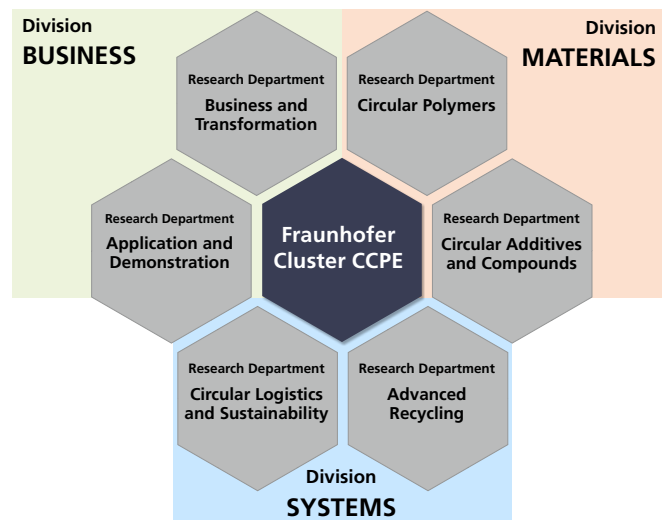 Division
BUSINESS
Division
MATERIALS
Research Department
Business and
Transformation
Research Department
Circular Polymers
Research Department
Application and
Demonstration
Fraunhofer
Cluster CCPE
Research Department
Circular Additives
and Compounds
Research Department
Circular Logistics
and Sustainability
Research Department
Advanced
Recycling
Division
SYSTEMS